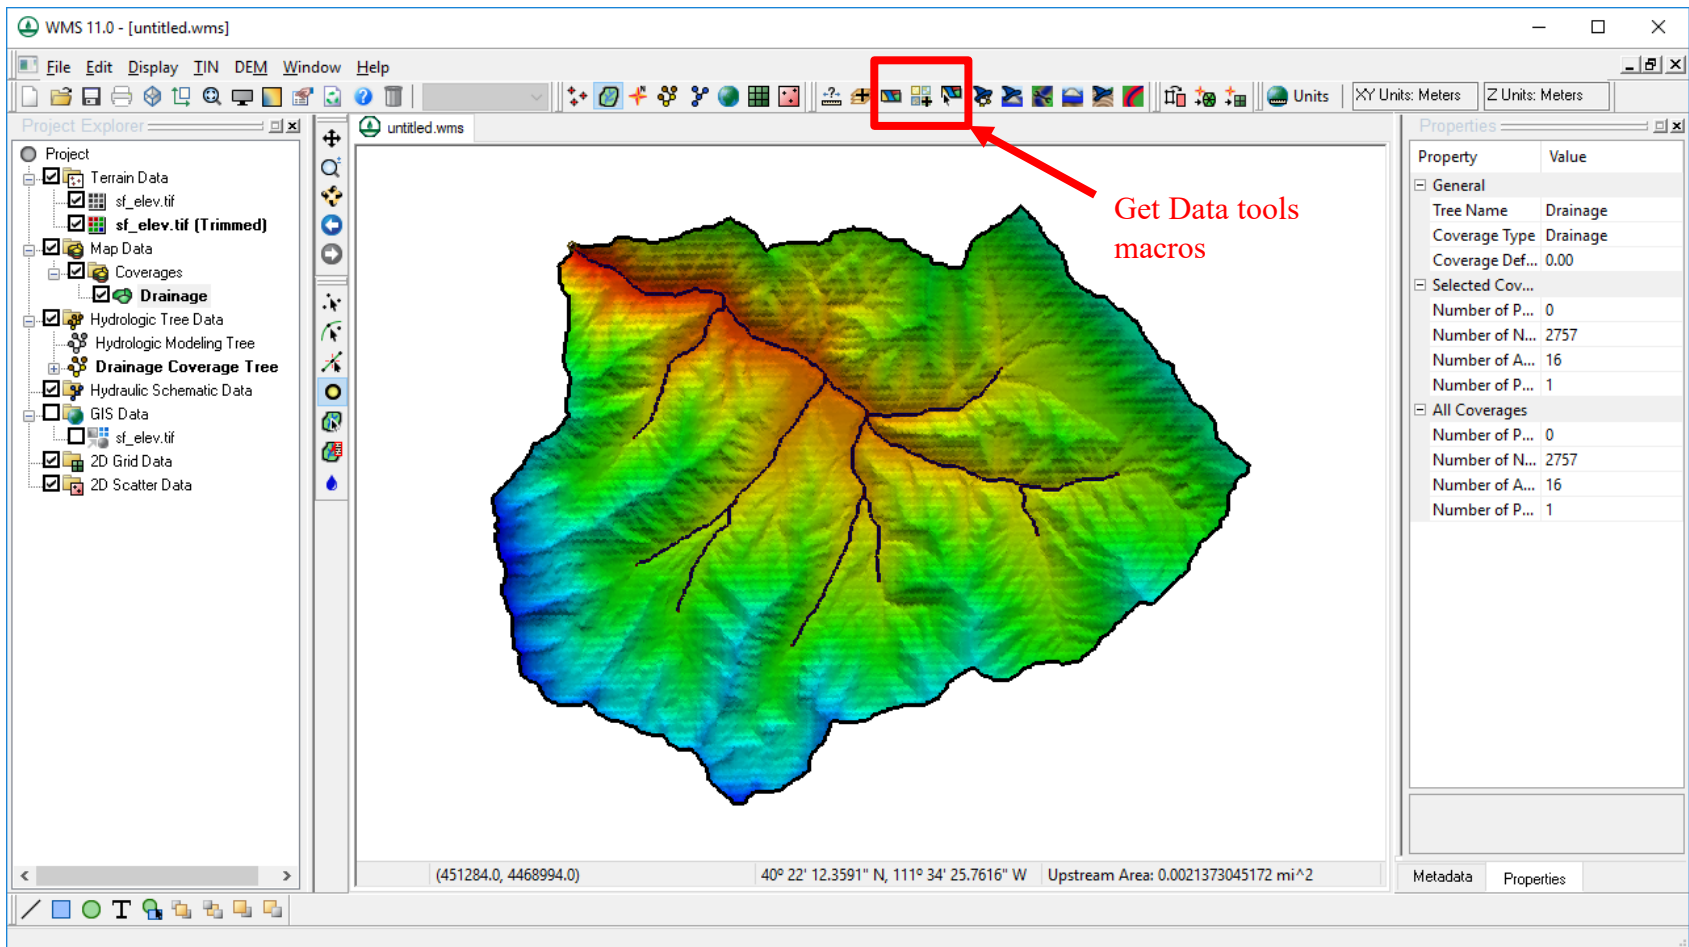 WMS 11.0 - [untitled.wms]
File Edit Display TIN DEM Window Help
Units XY Units: Meters Z Units: Meters
Project Explorer
Project
Terrain Data
sf_elev.tif
sf_elev.tif (Trimmed)
Map Data
Coverages
Drainage
Hydrologic Tree Data
Hydrologic Modeling Tree
Drainage Coverage Tree
Hydraulic Schematic Data
GIS Data
sf_elev.tif
2D Grid Data
2D Scatter Data
untitled.wms
Get Data tools
macros
(451284.0, 4468994.0) 40º 22' 12.3591" N, 111º 34' 25.7616" W Upstream Area: 0.0021373045172 mi^2
Properties
Property Value
General
Tree Name Drainage
Coverage Type Drainage
Coverage Def... 0.00
Selected Cov...
Number of P... 0
Number of N... 2757
Number of A... 16
Number of P... 1
All Coverages
Number of P... 0
Number of N... 2757
Number of A... 16
Number of P... 1
Metadata Properties
T